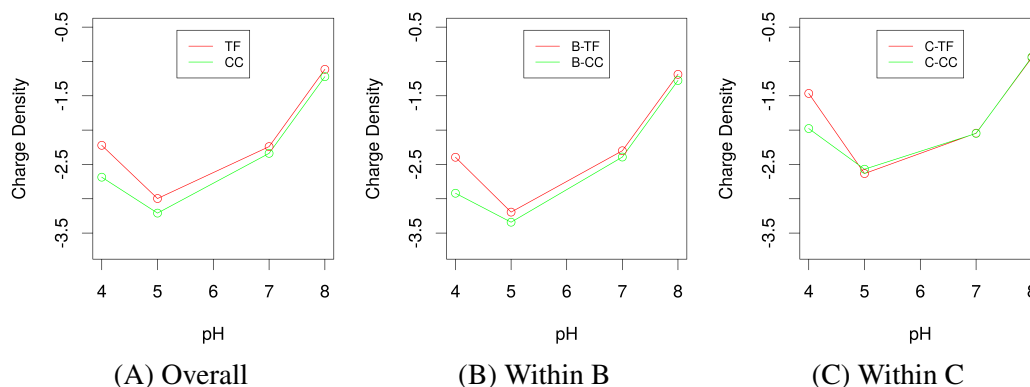 -0.5
-1.5
-2.5
-3.5
Charge Density
TF
CC
4 5 6 7 8
pH
(A) Overall
-0.5
-1.5
-2.5
-3.5
Charge Density
B-TF
B-CC
4 5 6 7 8
pH
(B) Within B
-0.5
-1.5
-2.5
-3.5
Charge Density
C-TF
C-CC
4 5 6 7 8
pH
(C) Within C